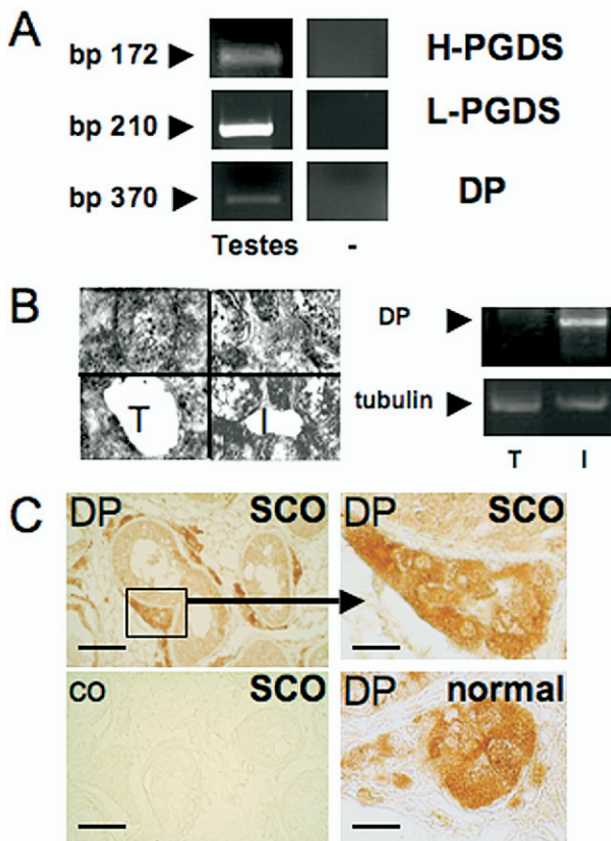 A
bp 172 H-PGDS
bp 210 L-PGDS
bp 370 DP
Testes -
B
T I
DP
tubulin
T I
C
DP SCO
DP SCO
co SCO
DP normal